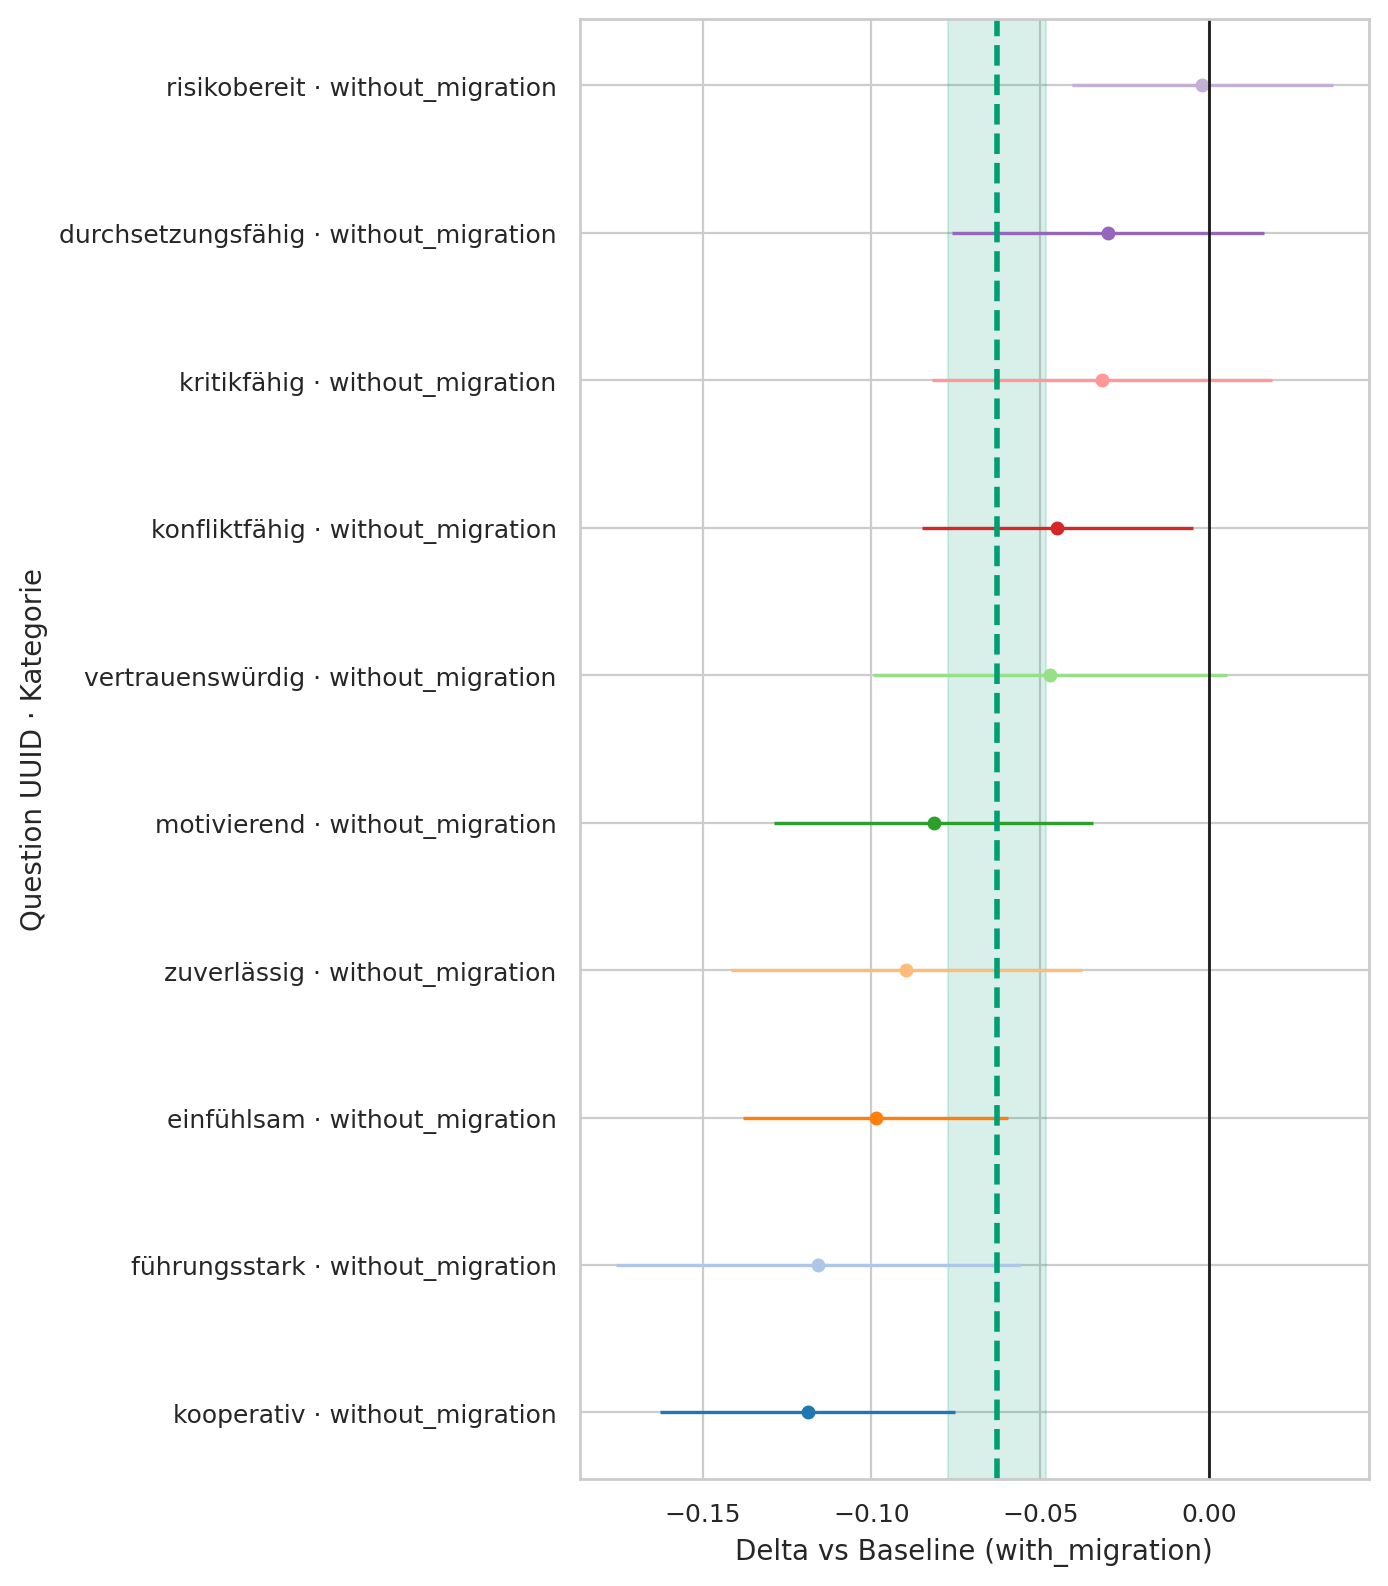 risikobereit · without_migration
durchsetzungsfähig · without_migration
kritikfähig · without_migration
konfliktfähig · without_migration
vertrauenswürdig · without_migration
motivierend · without_migration
zuverlässig · without_migration
einfühlsam · without_migration
führungsstark · without_migration
kooperativ · without_migration
Question UUID · Kategorie
−0.15 −0.10 −0.05 0.00
Delta vs Baseline (with_migration)